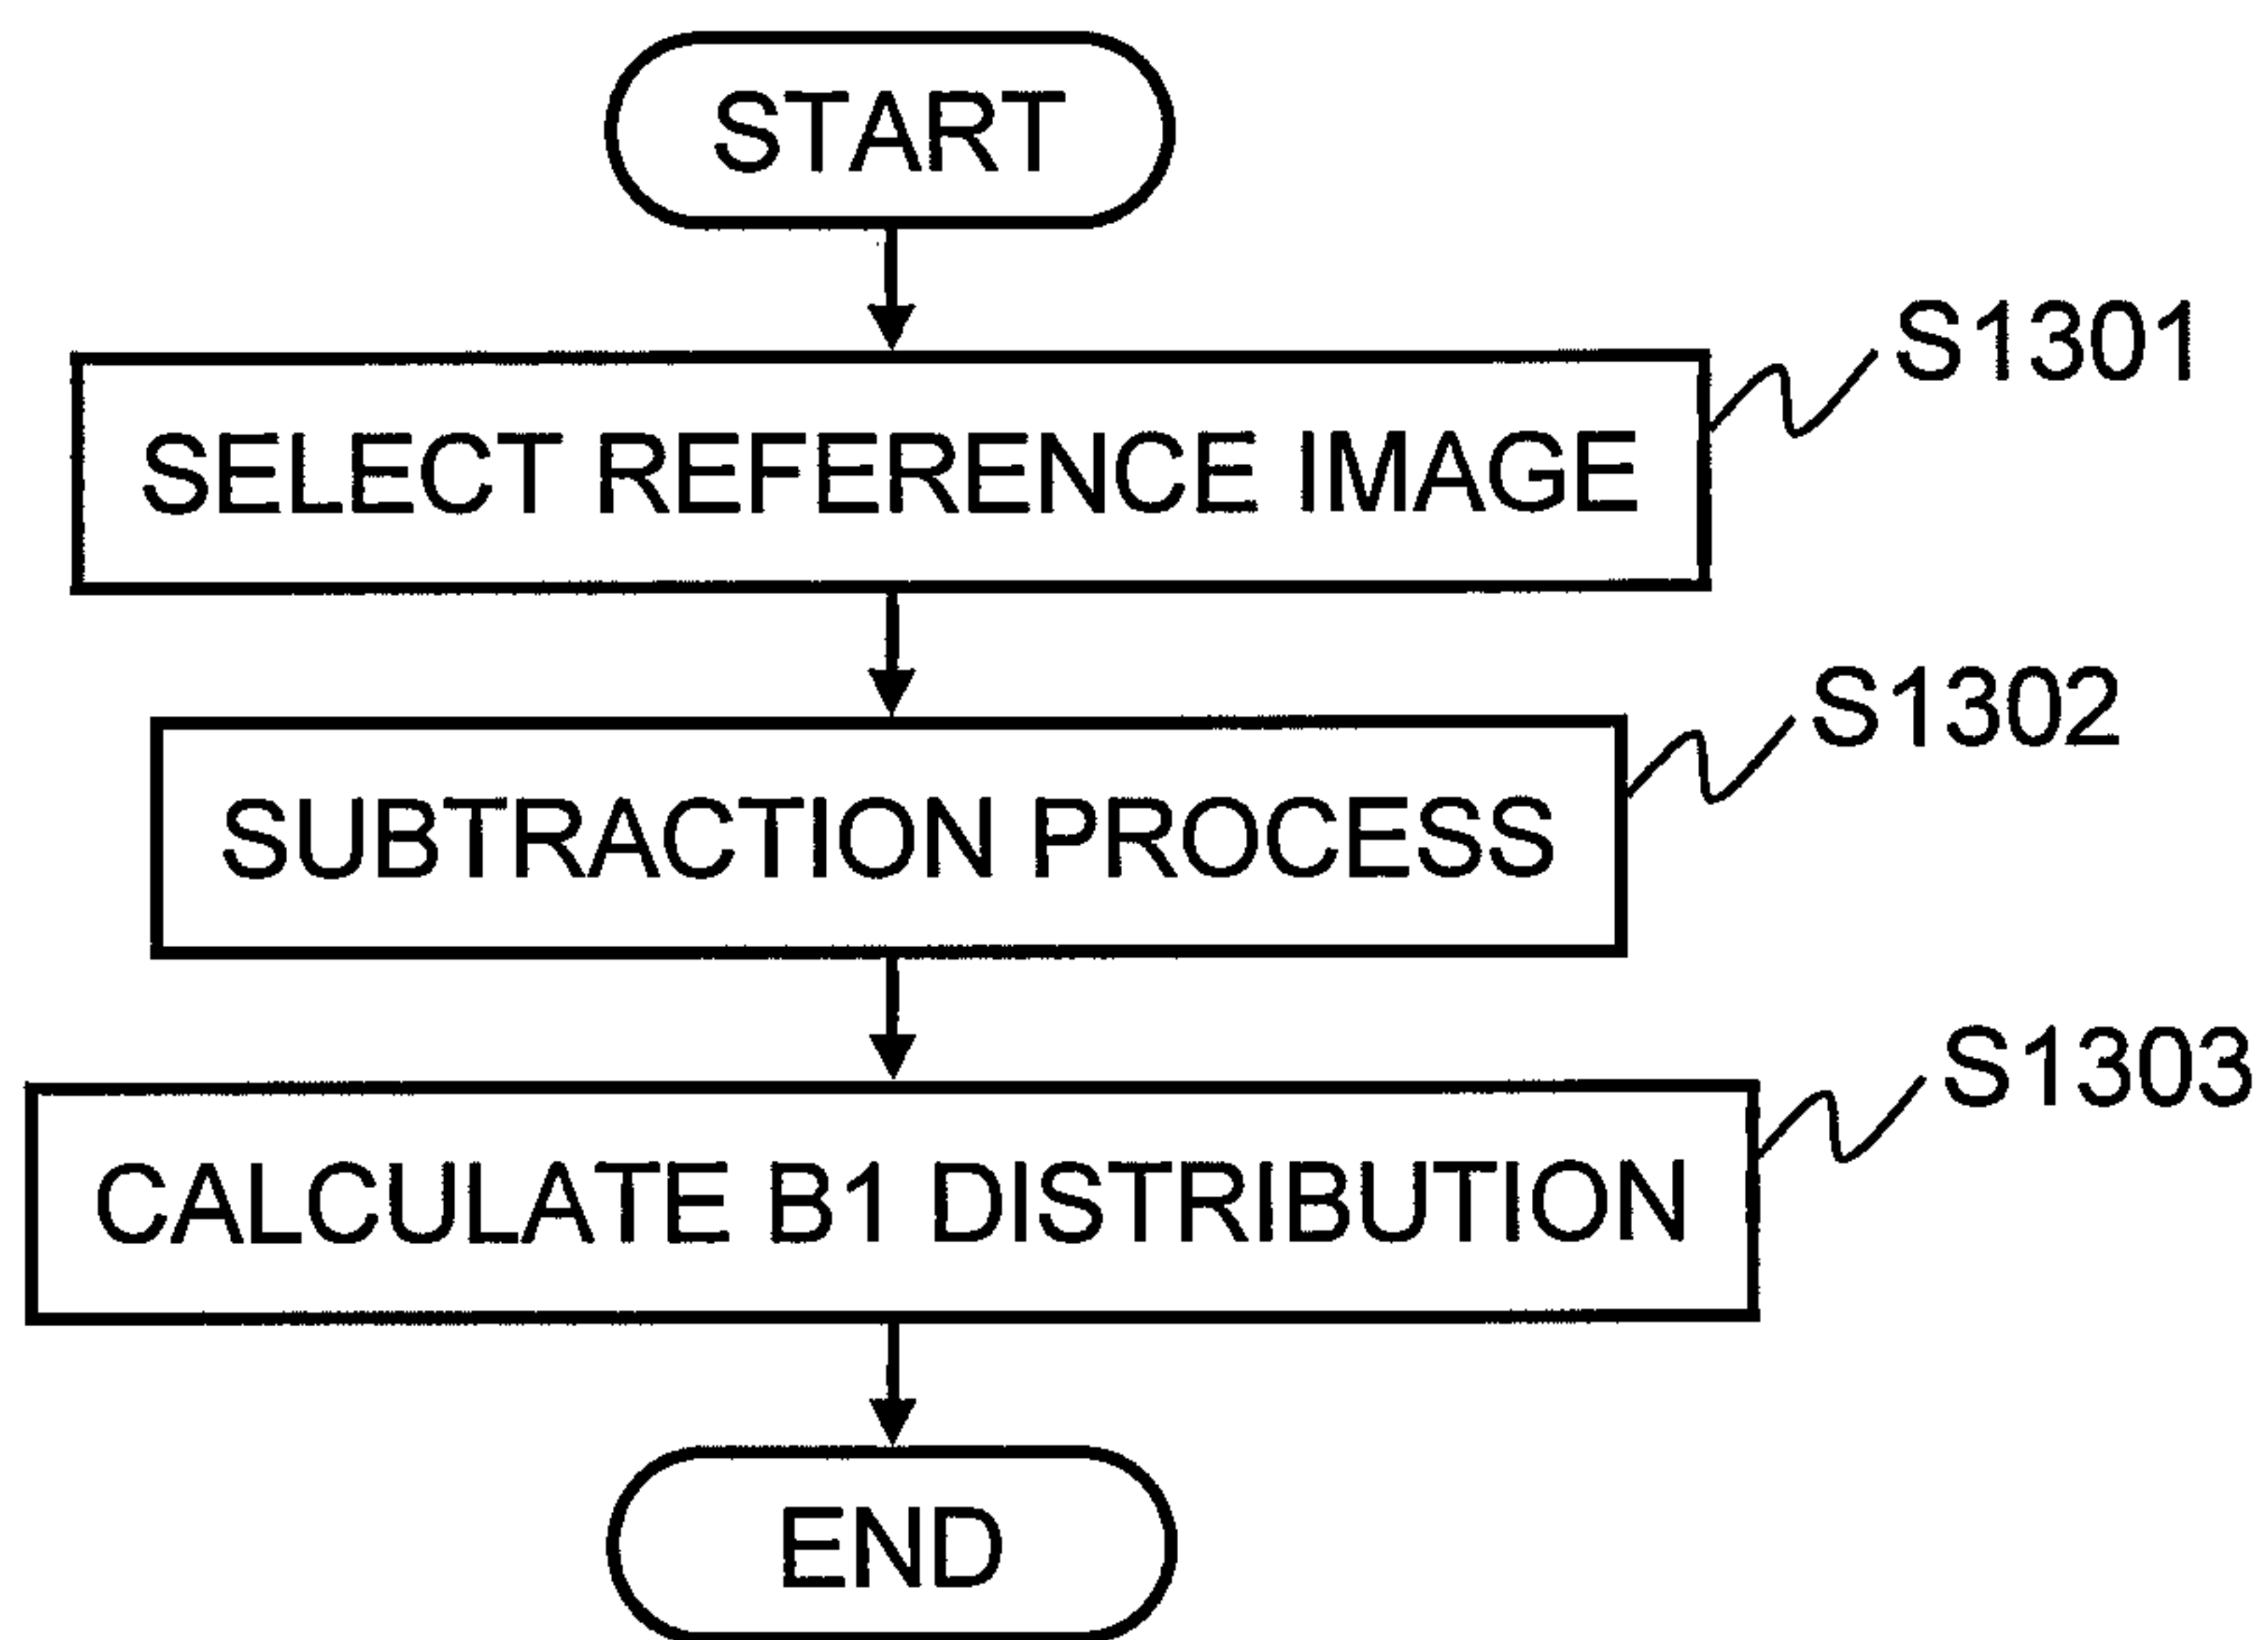 START
S1301
SELECT REFERENCE IMAGE
S1302
SUBTRACTION PROCESS
S1303
CALCULATE B1 DISTRIBUTION
END